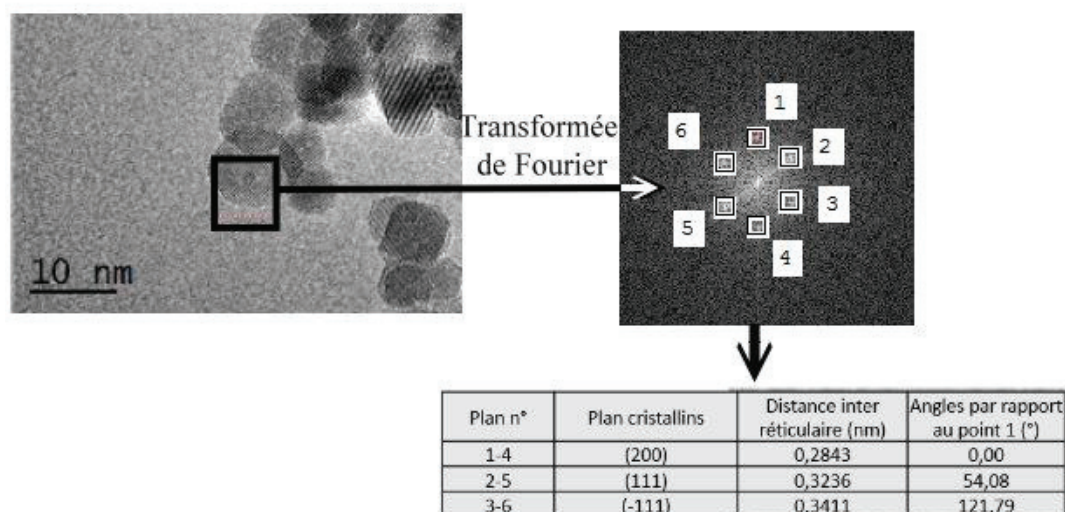 10 nm
Transformée
de Fourier
1
6
2
3
5
4
Plan n° Plan cristallins Distance inter réticulaire (nm) Angles par rapport au point 1 (°)
1-4 (200) 0,2843 0,00
2-5 (111) 0,3236 54,08
3-6 (-111) 0,3411 121,79